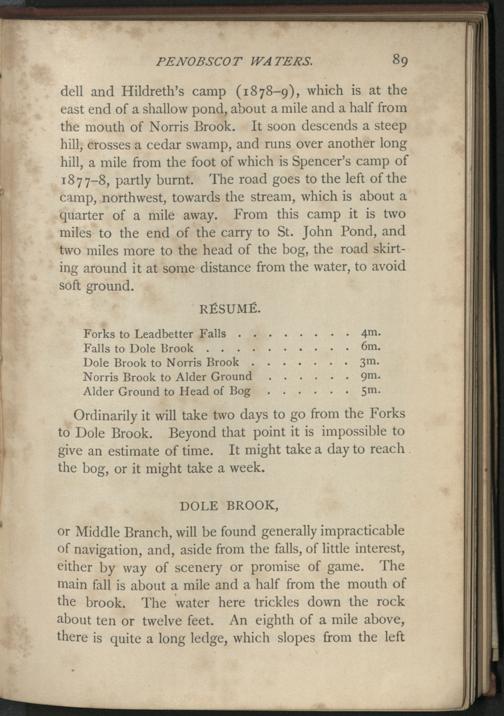 PENOBSCOT WATERS. 89
dell and Hildreth's camp (1878-9), which is at the
east end of a shallow pond, about a mile and a half from
the mouth of Norris Brook. It soon descends a steep
hill, crosses a cedar swamp, and runs over another long
hill, a mile from the foot of which is Spencer's camp of
1877-8, partly burnt. The road goes to the left of the
camp, northwest, towards the stream, which is about a
quarter of a mile away. From this camp it is two
miles to the end of the carry to St. John Pond, and
two miles more to the head of the bog, the road skirt-
ing around it at some distance from the water, to avoid
soft ground.
RÉSUMÉ.
Forks to Leadbetter Falls . . . . . . . . 4m.
Falls to Dole Brook . . . . . . . . . . 6m.
Dole Brook to Norris Brook . . . . . . . 3m.
Norris Brook to Alder Ground . . . . . . 9m.
Alder Ground to Head of Bog . . . . . . 5m.
Ordinarily it will take two days to go from the Forks
to Dole Brook. Beyond that point it is impossible to
give an estimate of time. It might take a day to reach
the bog, or it might take a week.
DOLE BROOK,
or Middle Branch, will be found generally impracticable
of navigation, and, aside from the falls, of little interest,
either by way of scenery or promise of game. The
main fall is about a mile and a half from the mouth of
the brook. The water here trickles down the rock
about ten or twelve feet. An eighth of a mile above,
there is quite a long ledge, which slopes from the left